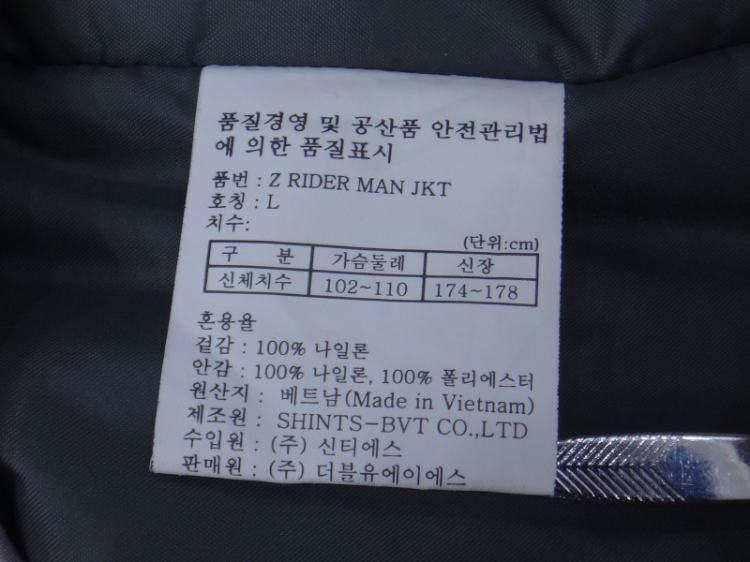 품질경영 및 공산품 안전관리법
에 의한 품질표시
품번 : Z RIDER MAN JKT
호칭 : L
치수:
(단위:cm)
구 분 가슴둘레 신장
신체치수 102~110 174~178
혼용율
겉감 : 100% 나일론
안감 : 100% 나일론, 100% 폴리에스터
원산지 : 베트남(Made in Vietnam)
제조원 : SHINTS-BVT CO.,LTD
수입원 : (주) 신티에스
판매원 : (주) 더블유에이에스